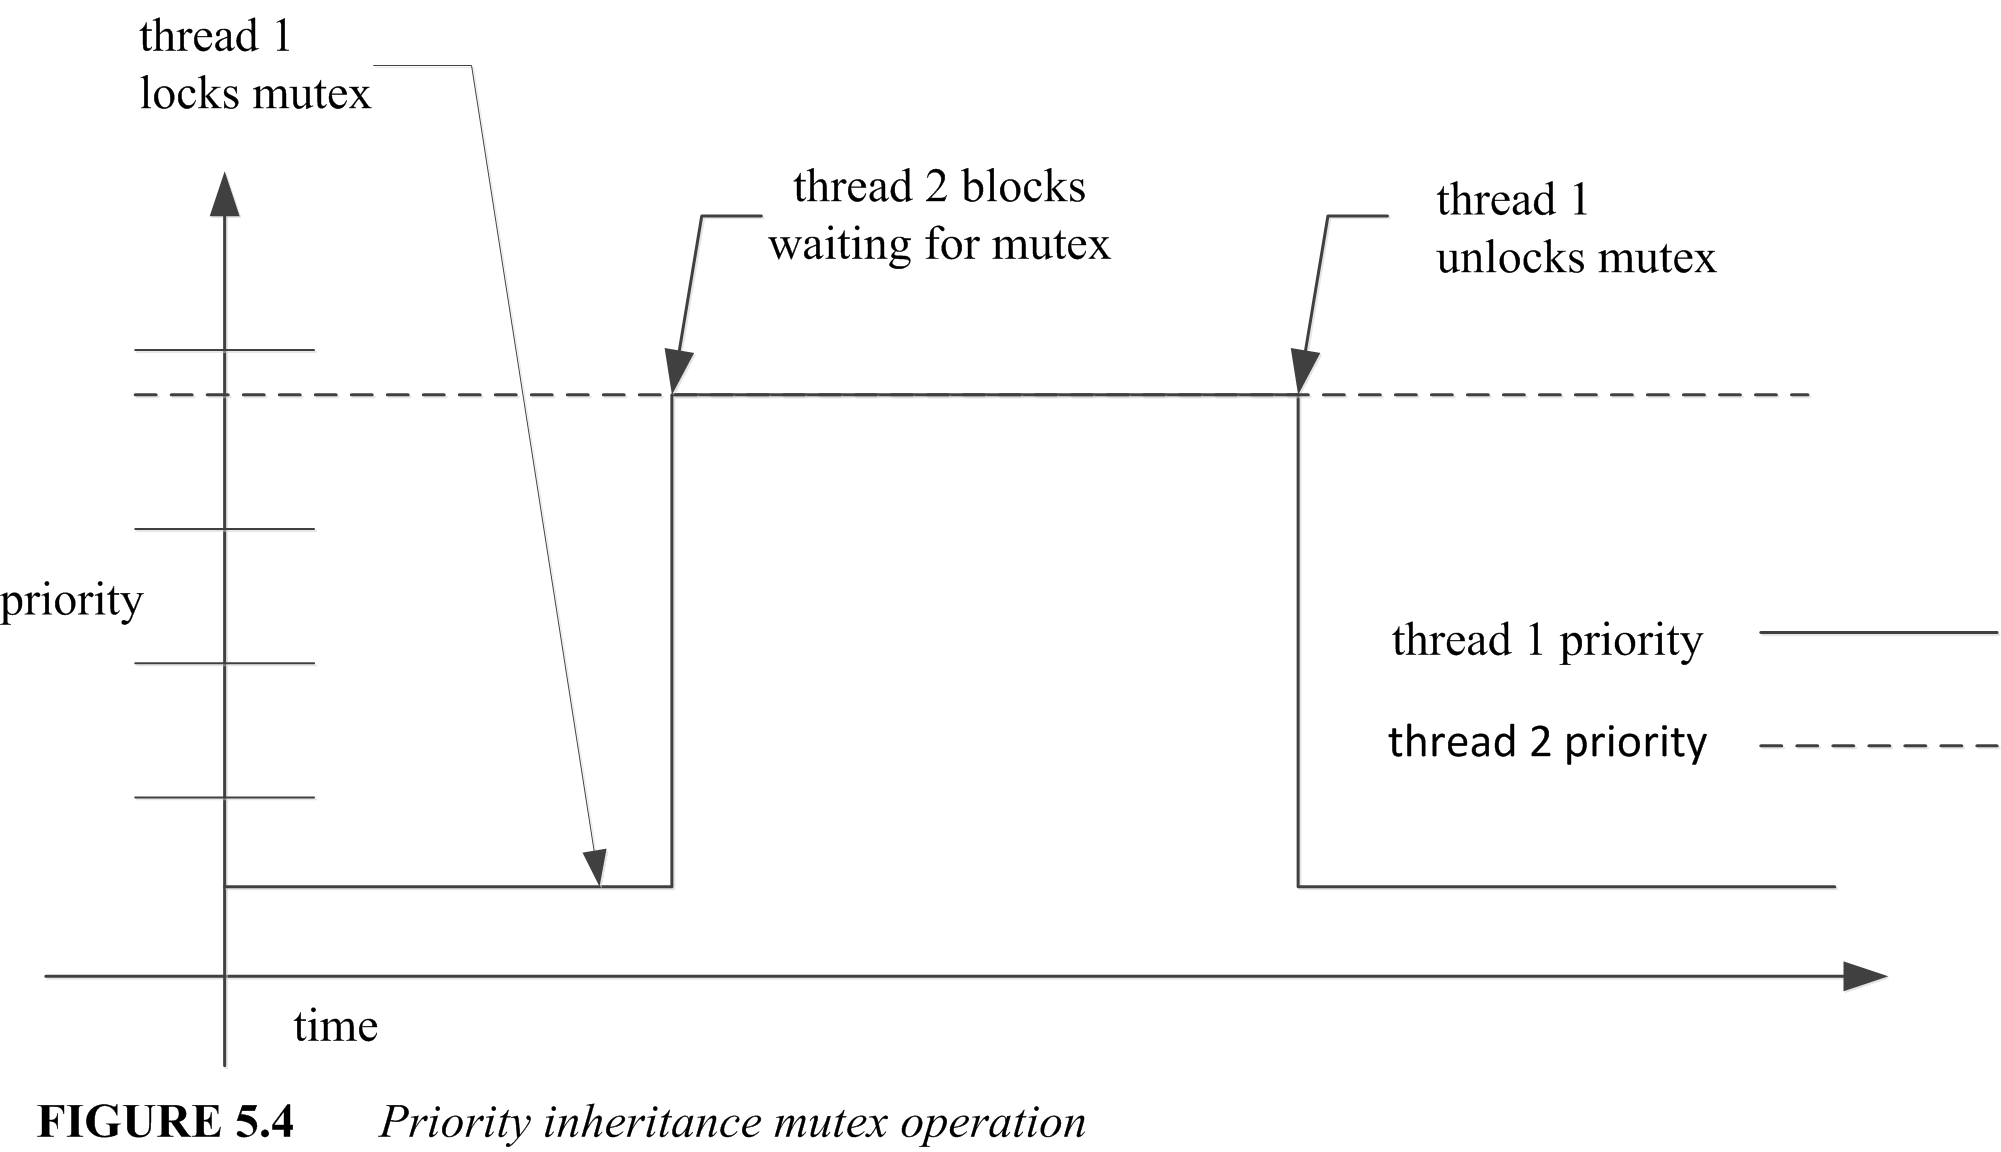 thread 1
locks mutex
thread 2 blocks
waiting for mutex
thread 1
unlocks mutex
priority
thread 1 priority
thread 2 priority
time
FIGURE 5.4 Priority inheritance mutex operation